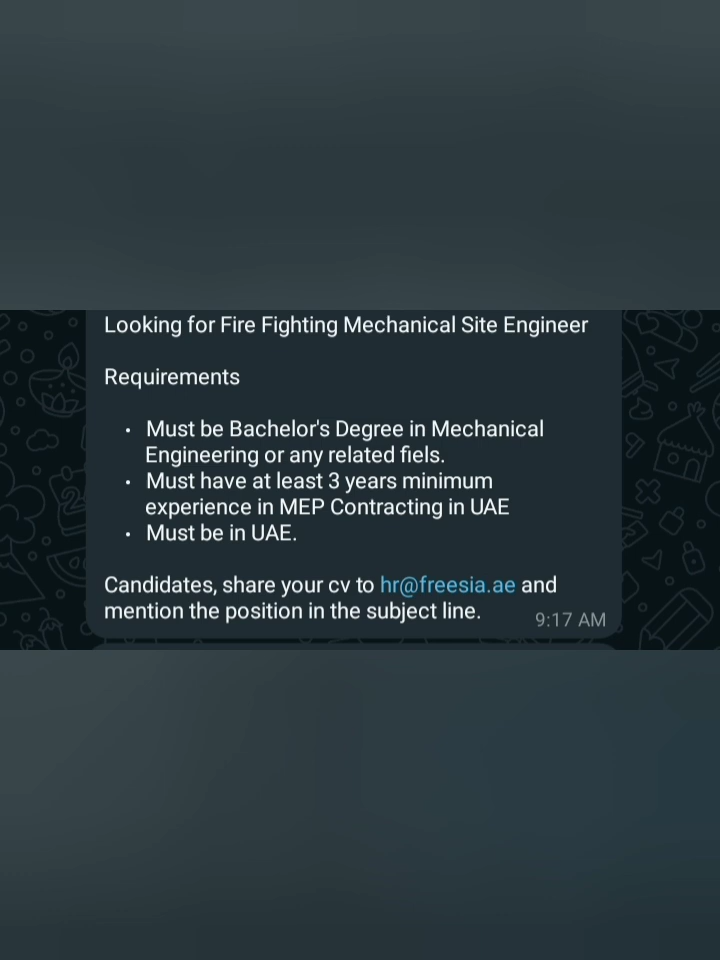 Looking for Fire Fighting Mechanical Site Engineer
Requirements
• Must be Bachelor's Degree in Mechanical
Engineering or any related fiels.
• Must have at least 3 years minimum
experience in MEP Contracting in UAE
• Must be in UAE.
Candidates, share your cv to hr@freesia.ae and
mention the position in the subject line.
9:17 AM